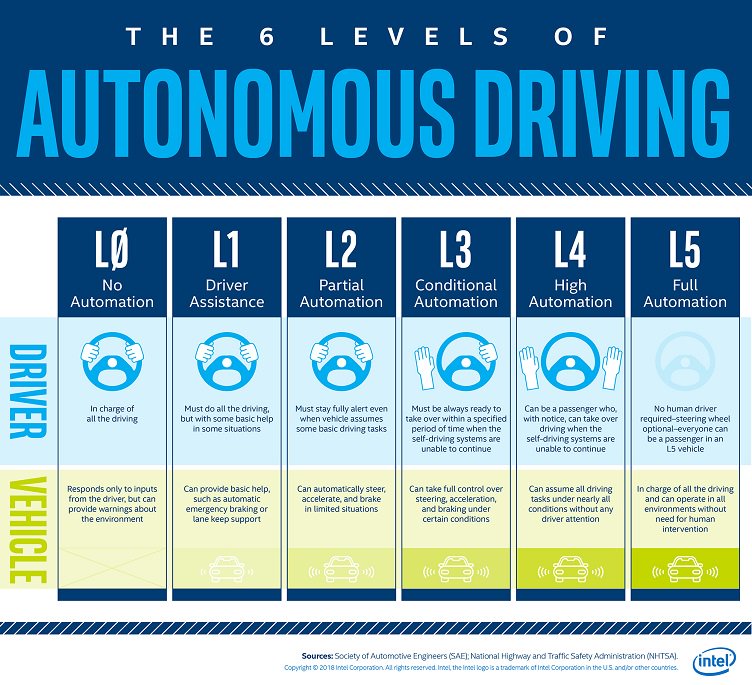 THE 6 LEVELS OF
AUTONOMOUS DRIVING
LØ
No
Automation
L1
Driver
Assistance
L2
Partial
Automation
L3
Conditional
Automation
L4
High
Automation
L5
Full
Automation
DRIVER
In charge of
all the driving
Must do all the driving,
but with some basic help
in some situations
Must stay fully alert even
when vehicle assumes
some basic driving tasks
Must be always ready to
take over within a specified
period of time when the
self-driving systems are
unable to continue
Can be a passenger who,
with notice, can take over
driving when the
self-driving systems are
unable to continue
No human driver
required–steering wheel
optional–everyone can
be a passenger in an
L5 vehicle
VEHICLE
Responds only to inputs
from the driver, but can
provide warnings about
the environment
Can provide basic help,
such as automatic
emergency braking or
lane keep support
Can automatically steer,
accelerate, and brake
in limited situations
Can take full control over
steering, acceleration,
and braking under
certain conditions
Can assume all driving
tasks under nearly all
conditions without any
driver attention
In charge of all the driving
and can operate in all
environments without
need for human
intervention
Sources: Society of Automotive Engineers (SAE); National Highway and Traffic Safety Administration (NHTSA).
Copyright © 2018 Intel Corporation. All rights reserved. Intel, the Intel logo is a trademark of Intel Corporation in the U.S. and/or other countries.
intel